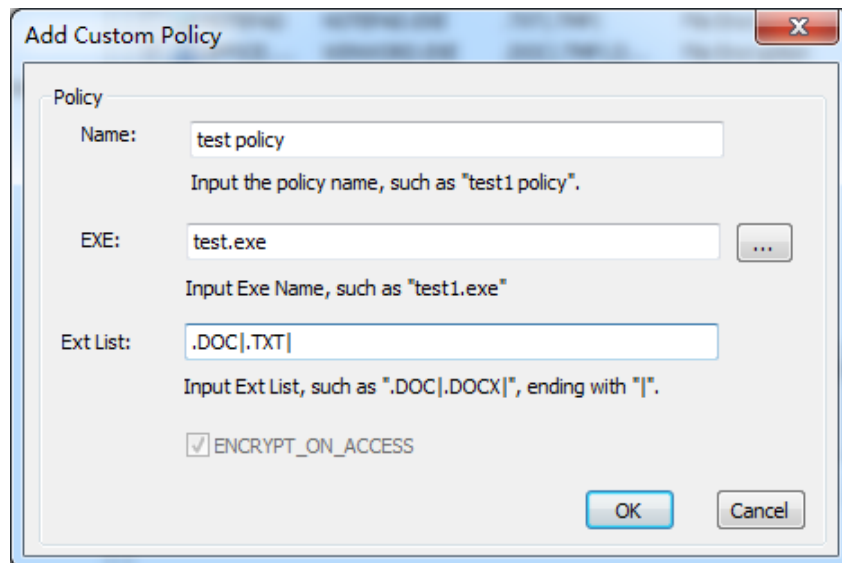 Add Custom Policy
Policy
Name: test policy
Input the policy name, such as "test1 policy".
EXE: test.exe ...
Input Exe Name, such as "test1.exe"
Ext List: .DOC|.TXT|
Input Ext List, such as ".DOC|.DOCX|", ending with "|".
ENCRYPT_ON_ACCESS
OK Cancel